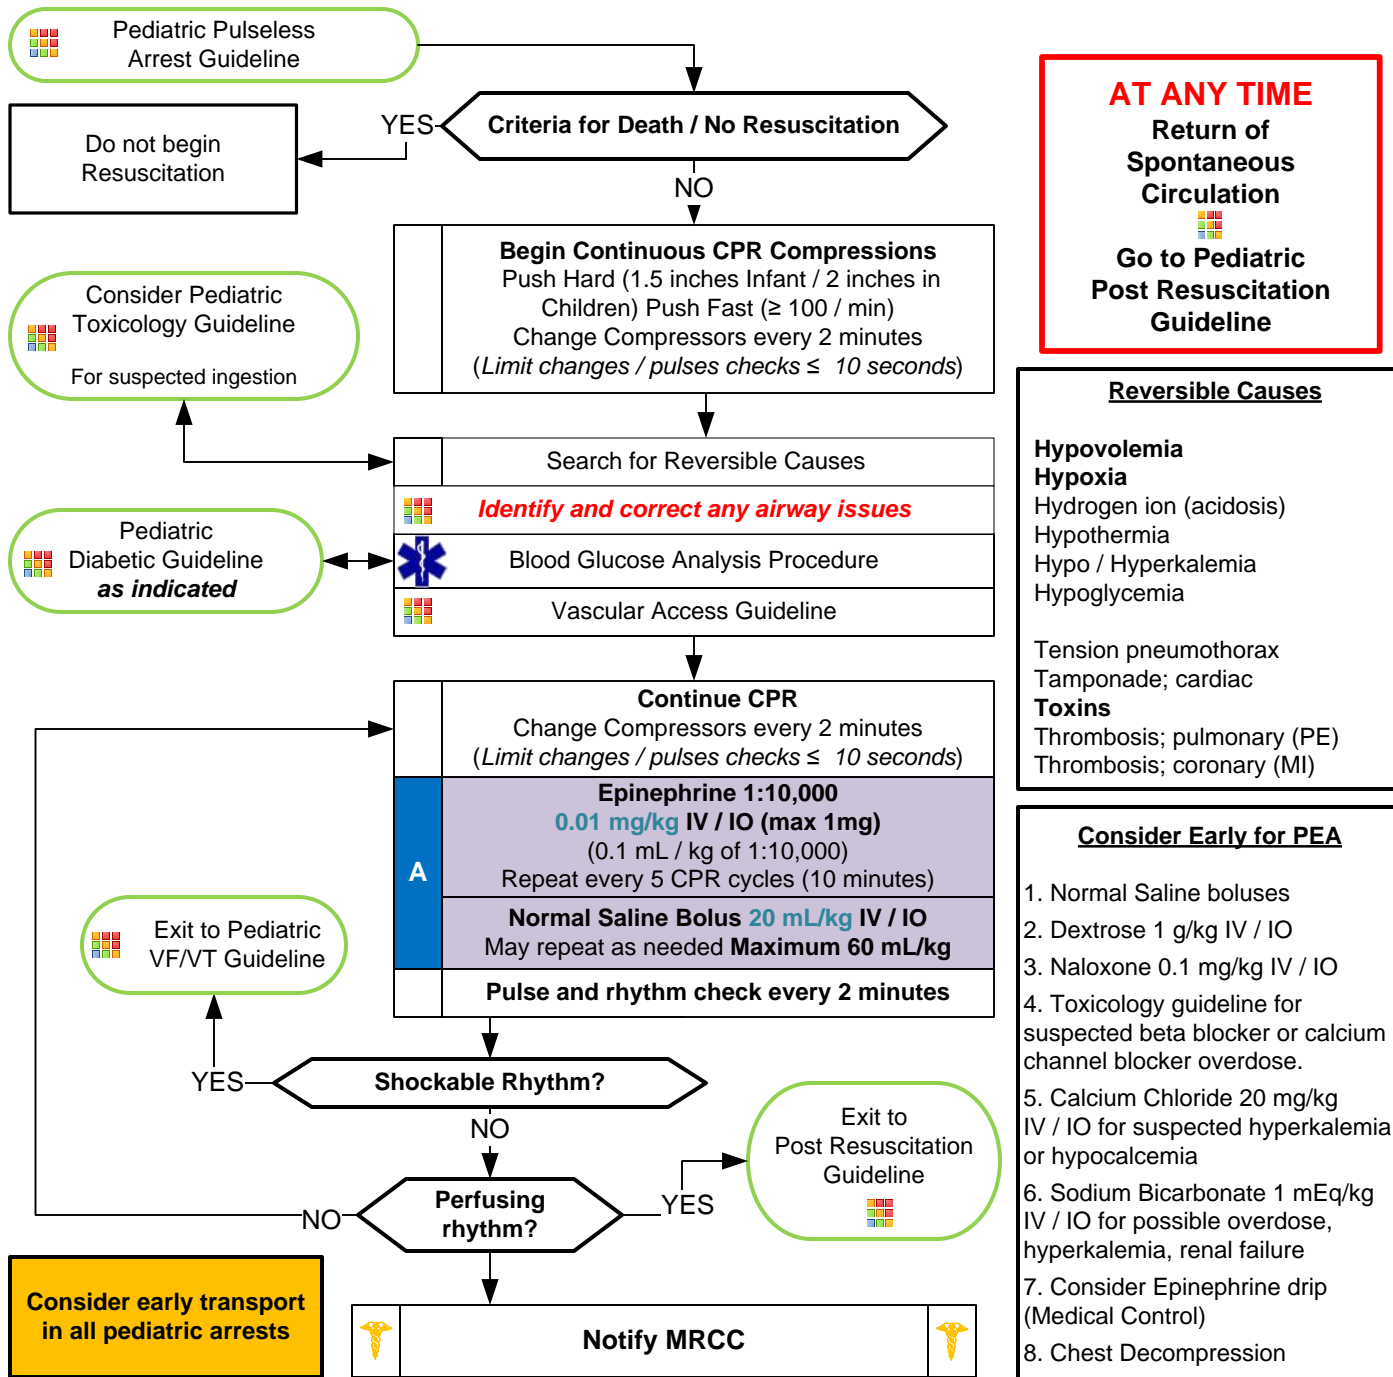 Pediatric Pulseless
Arrest Guideline
Criteria for Death / No Resuscitation
YES
Do not begin
Resuscitation
NO
Begin Continuous CPR Compressions
Push Hard (1.5 inches Infant / 2 inches in
Children) Push Fast (≥ 100 / min)
Change Compressors every 2 minutes
(Limit changes / pulses checks ≤ 10 seconds)
Consider Pediatric
Toxicology Guideline
For suspected ingestion
Search for Reversible Causes
Identify and correct any airway issues
Pediatric
Diabetic Guideline
as indicated
Blood Glucose Analysis Procedure
Vascular Access Guideline
Continue CPR
Change Compressors every 2 minutes
(Limit changes / pulses checks ≤ 10 seconds)
A
Epinephrine 1:10,000
0.01 mg/kg IV / IO (max 1mg)
(0.1 mL / kg of 1:10,000)
Repeat every 5 CPR cycles (10 minutes)
Normal Saline Bolus 20 mL/kg IV / IO
May repeat as needed Maximum 60 mL/kg
Pulse and rhythm check every 2 minutes
Exit to Pediatric
VF/VT Guideline
YES
Shockable Rhythm?
NO
Exit to
Post Resuscitation
Guideline
YES
Perfusing
rhythm?
NO
Consider early transport
in all pediatric arrests
Notify MRCC
AT ANY TIME
Return of
Spontaneous
Circulation
Go to Pediatric
Post Resuscitation
Guideline
Reversible Causes
Hypovolemia
Hypoxia
Hydrogen ion (acidosis)
Hypothermia
Hypo / Hyperkalemia
Hypoglycemia
Tension pneumothorax
Tamponade; cardiac
Toxins
Thrombosis; pulmonary (PE)
Thrombosis; coronary (MI)
Consider Early for PEA
1. Normal Saline boluses
2. Dextrose 1 g/kg IV / IO
3. Naloxone 0.1 mg/kg IV / IO
4. Toxicology guideline for
suspected beta blocker or calcium
channel blocker overdose.
5. Calcium Chloride 20 mg/kg
IV / IO for suspected hyperkalemia
or hypocalcemia
6. Sodium Bicarbonate 1 mEq/kg
IV / IO for possible overdose,
hyperkalemia, renal failure
7. Consider Epinephrine drip
(Medical Control)
8. Chest Decompression